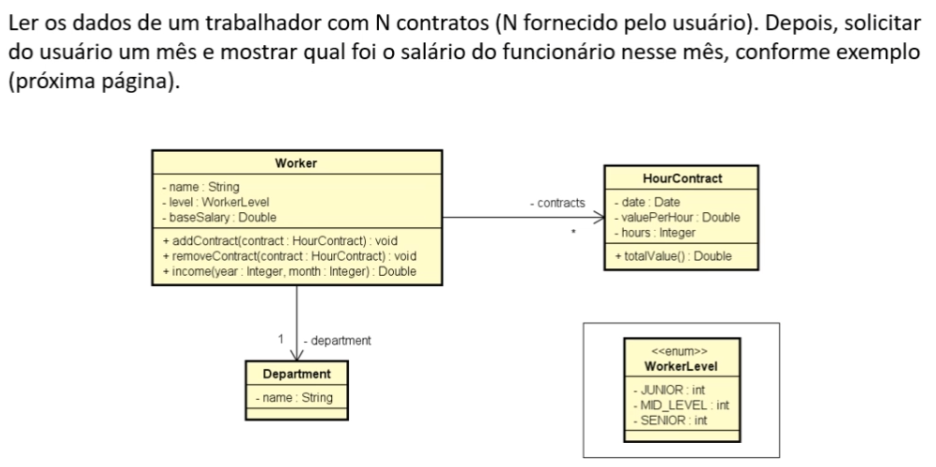 Ler os dados de um trabalhador com N contratos (N fornecido pelo usuário). Depois, solicitar
do usuário um mês e mostrar qual foi o salário do funcionário nesse mês, conforme exemplo
(próxima página).
Worker
- name : String
- level : WorkerLevel
- baseSalary : Double
+ addContract(contract : HourContract) : void
+ removeContract(contract : HourContract) : void
+ income(year : Integer, month : Integer) : Double
- contracts
*
HourContract
- date : Date
- valuePerHour : Double
- hours : Integer
+ totalValue() : Double
1
- department
Department
- name : String
<<enum>>
WorkerLevel
- JUNIOR : int
- MID_LEVEL : int
- SENIOR : int